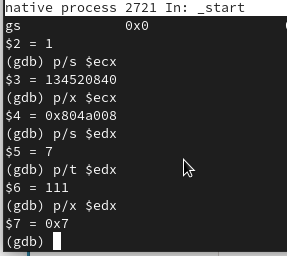 native process 2721 In: _start
gs 0x0
$2 = 1
(gdb) p/s $ecx
$3 = 134520840
(gdb) p/x $ecx
$4 = 0x804a008
(gdb) p/s $edx
$5 = 7
(gdb) p/t $edx
$6 = 111
(gdb) p/x $edx
$7 = 0x7
(gdb)